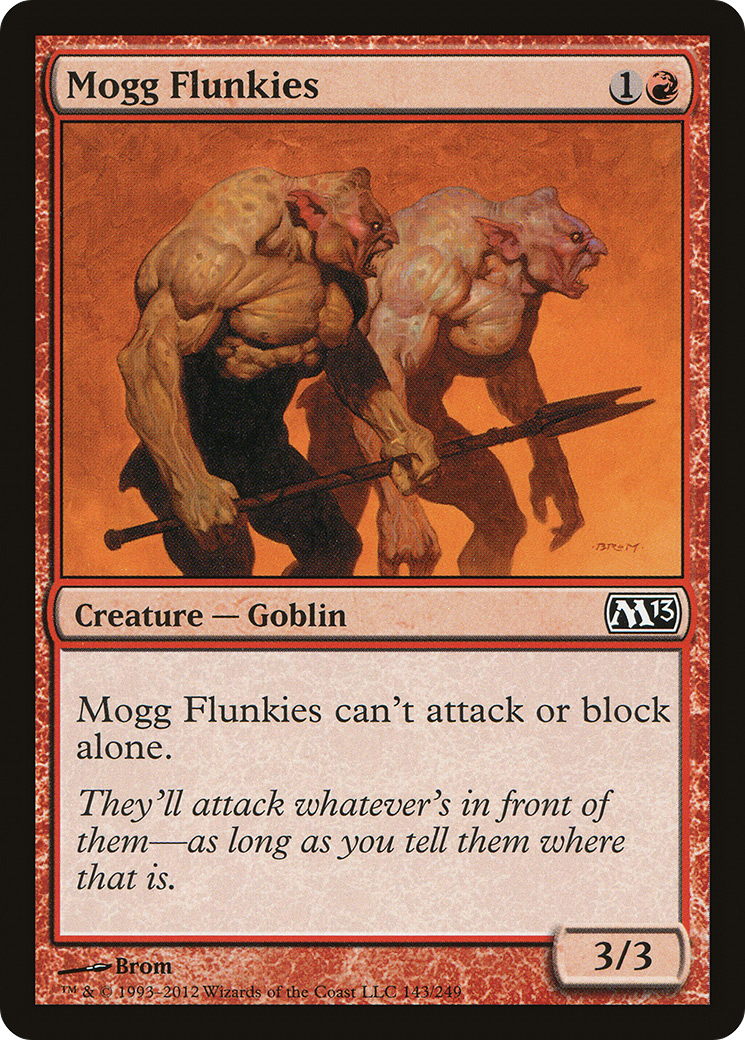 Mogg Flunkies 1
·BROM·
Creature — Goblin M13
Mogg Flunkies can't attack or block
alone.
They'll attack whatever's in front of
them—as long as you tell them where
that is.
3/3
Brom
™ & © 1993–2012 Wizards of the Coast LLC 143/249